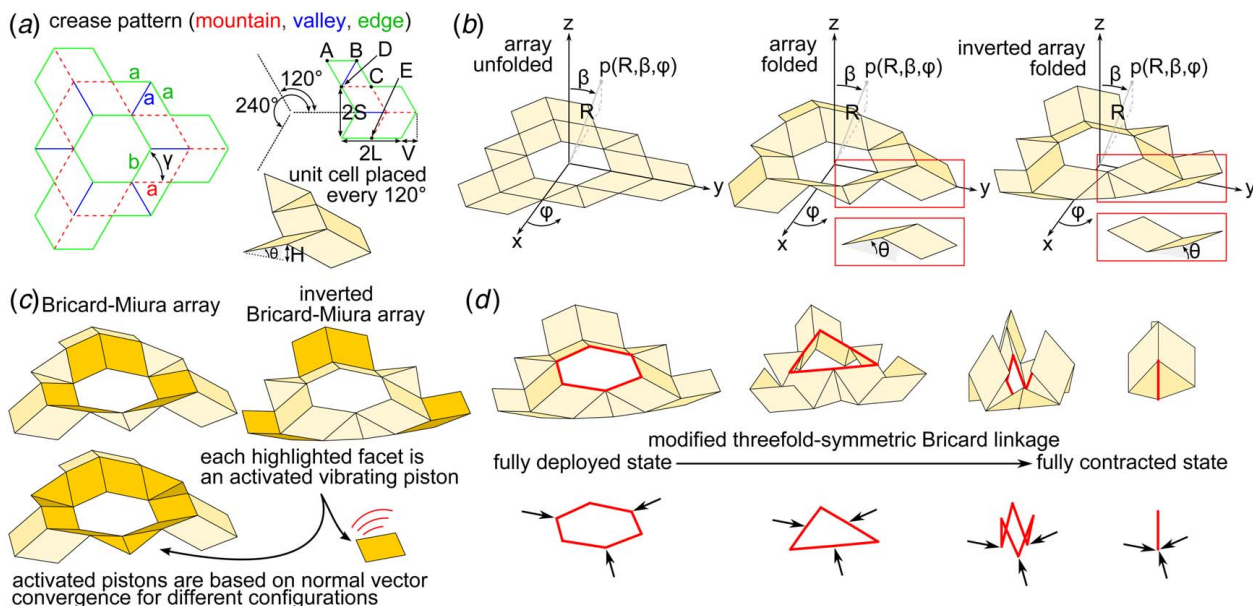 (a) crease pattern (mountain, valley, edge)
a
a
a
b
γ
a
A B D E
C
120°
240°
2S
2L V
unit cell placed
every 120°
θ H
(b)
array
unfolded
z
β p(R,β,φ)
R
y
φ
x
array
folded
z
β p(R,β,φ)
R
y
φ
x
θ
inverted array
folded
z
β p(R,β,φ)
R
y
φ
x
θ
(c) Bricard-Miura array
inverted
Bricard-Miura array
each highlighted facet is
an activated vibrating piston
activated pistons are based on normal vector
convergence for different configurations
(d)
modified threefold-symmetric Bricard linkage
fully deployed state
fully contracted state